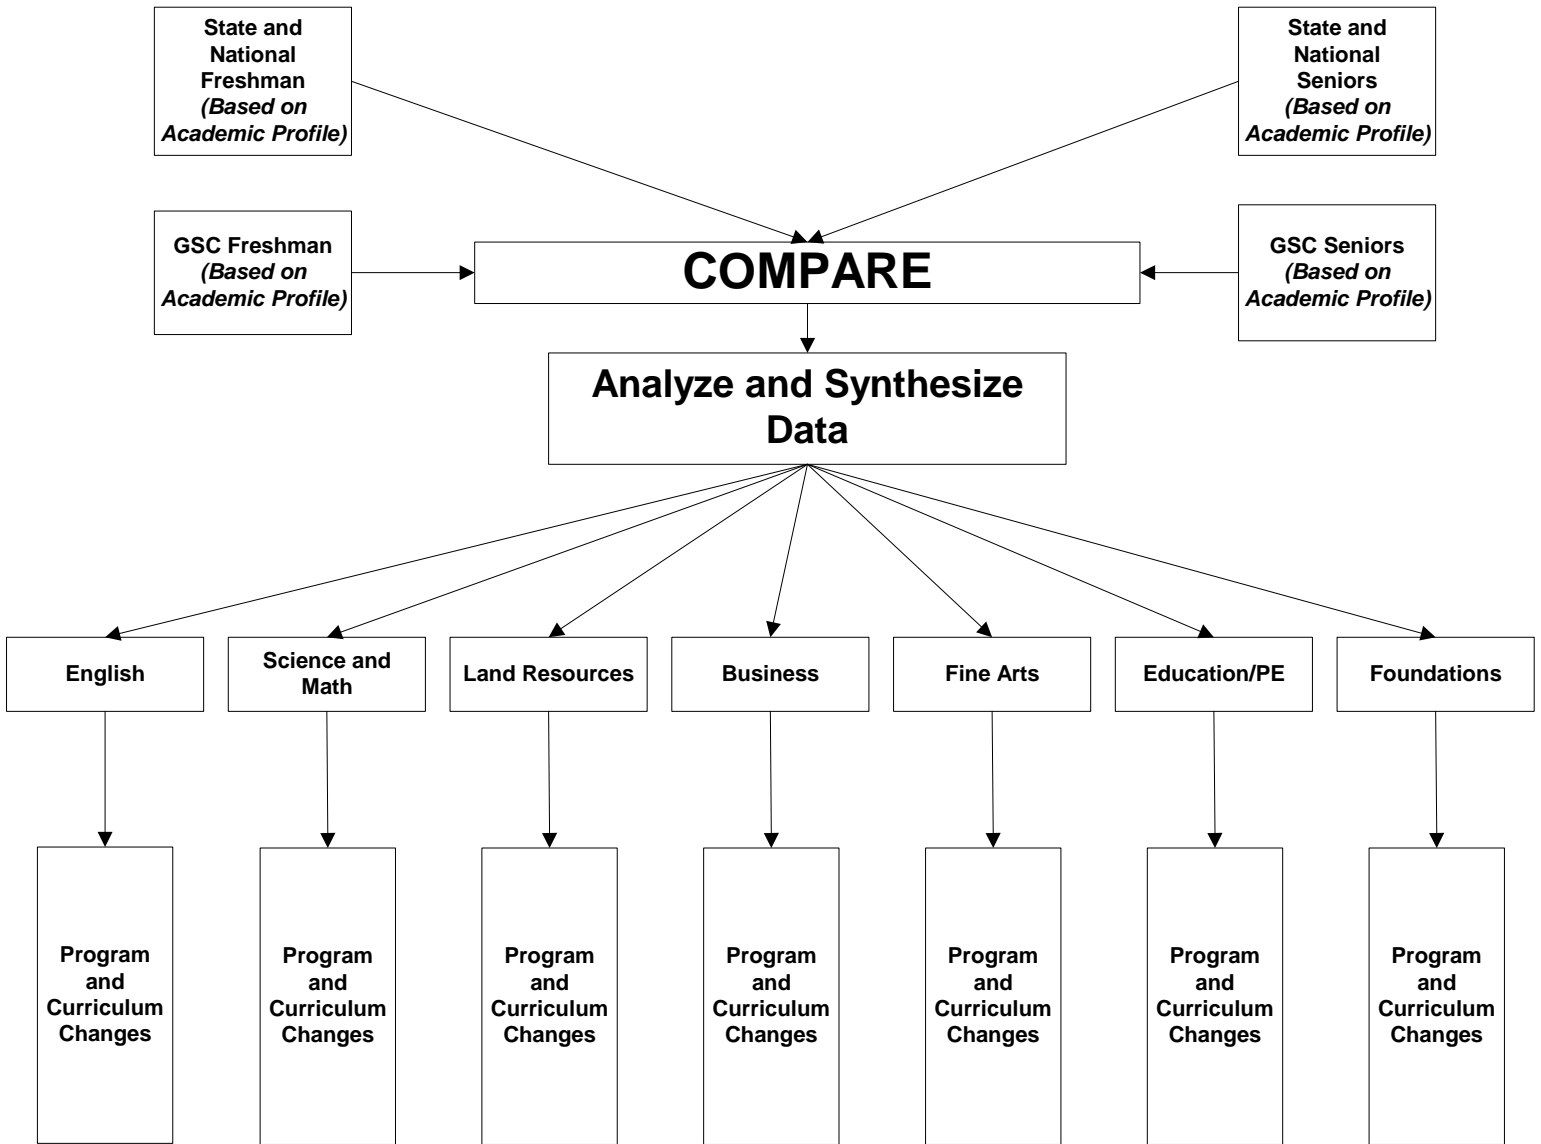 State and
National
Freshman
(Based on
Academic Profile)
State and
National
Seniors
(Based on
Academic Profile)
GSC Freshman
(Based on
Academic Profile)
COMPARE
GSC Seniors
(Based on
Academic Profile)
Analyze and Synthesize
Data
English
Science and
Math
Land Resources
Business
Fine Arts
Education/PE
Foundations
Program
and
Curriculum
Changes
Program
and
Curriculum
Changes
Program
and
Curriculum
Changes
Program
and
Curriculum
Changes
Program
and
Curriculum
Changes
Program
and
Curriculum
Changes
Program
and
Curriculum
Changes